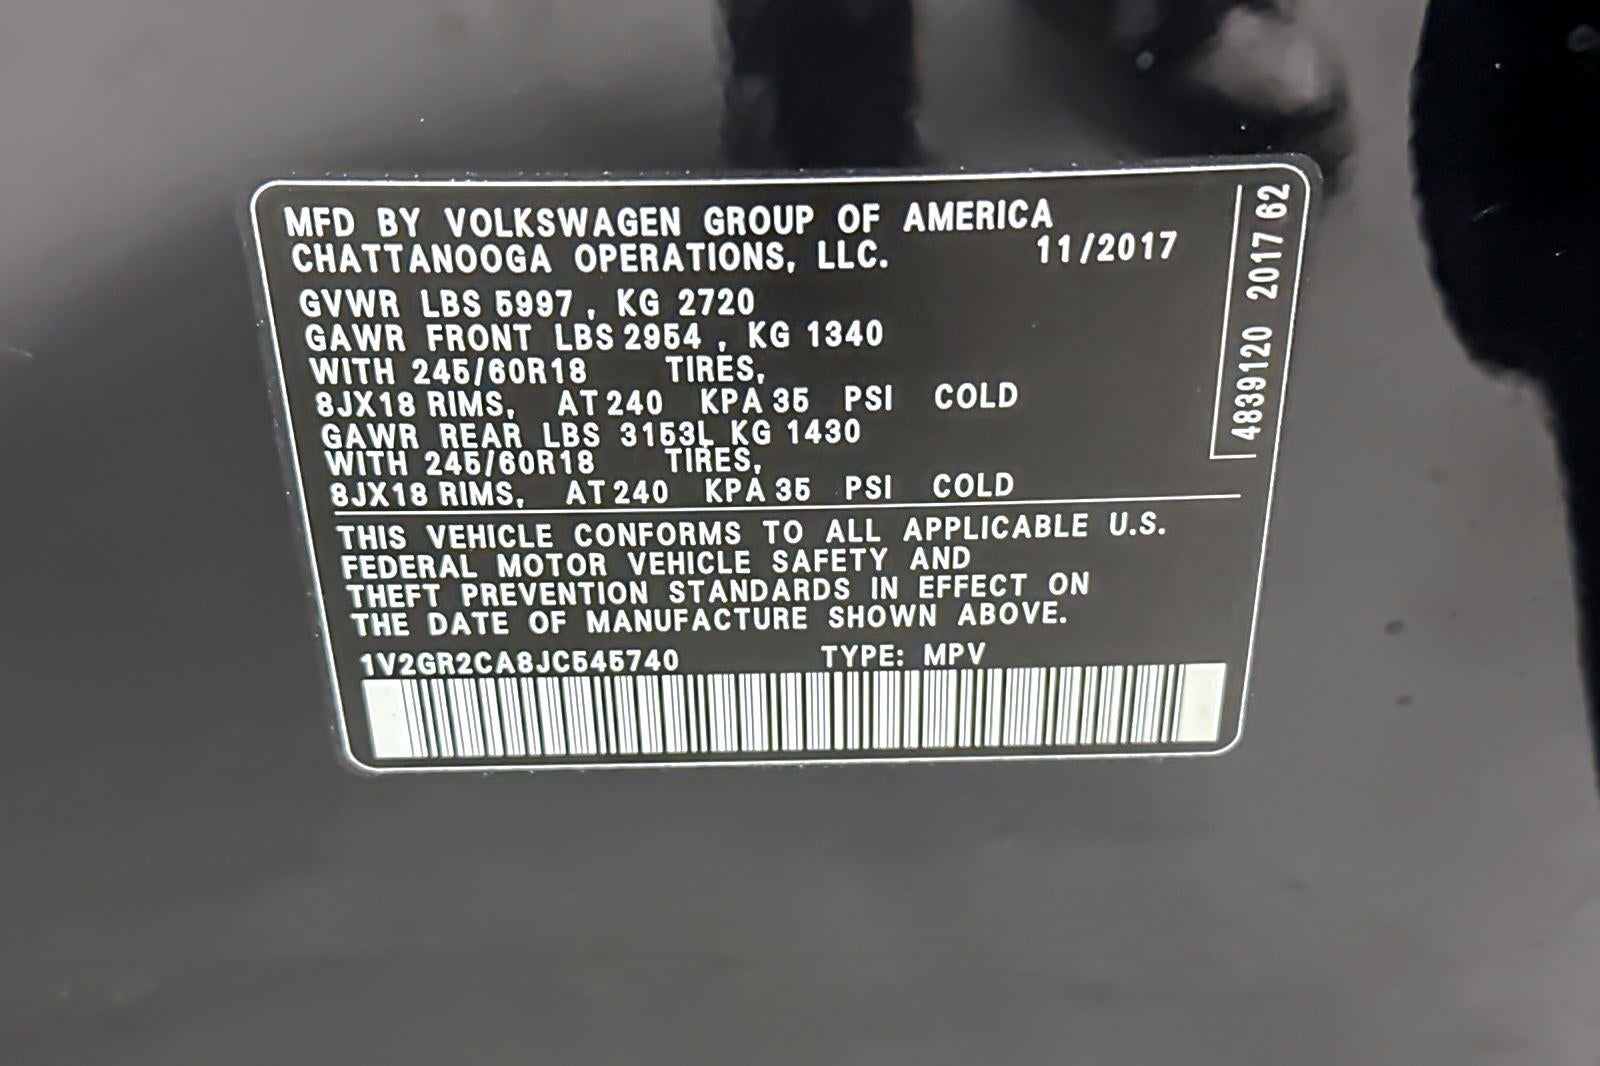 MFD BY VOLKSWAGEN GROUP OF AMERICA
CHATTANOOGA OPERATIONS, LLC. 11/2017
GVWR LBS 5997 , KG 2720
GAWR FRONT LBS 2954 , KG 1340
WITH 245/60R18 TIRES,
8JX18 RIMS, AT 240 KPA 35 PSI COLD
GAWR REAR LBS 3153L KG 1430
WITH 245/60R18 TIRES,
8JX18 RIMS, AT 240 KPA 35 PSI COLD
THIS VEHICLE CONFORMS TO ALL APPLICABLE U.S.
FEDERAL MOTOR VEHICLE SAFETY AND
THEFT PREVENTION STANDARDS IN EFFECT ON
THE DATE OF MANUFACTURE SHOWN ABOVE.
1V2GR2CA8JC545740 TYPE: MPV
4839120 2017 62